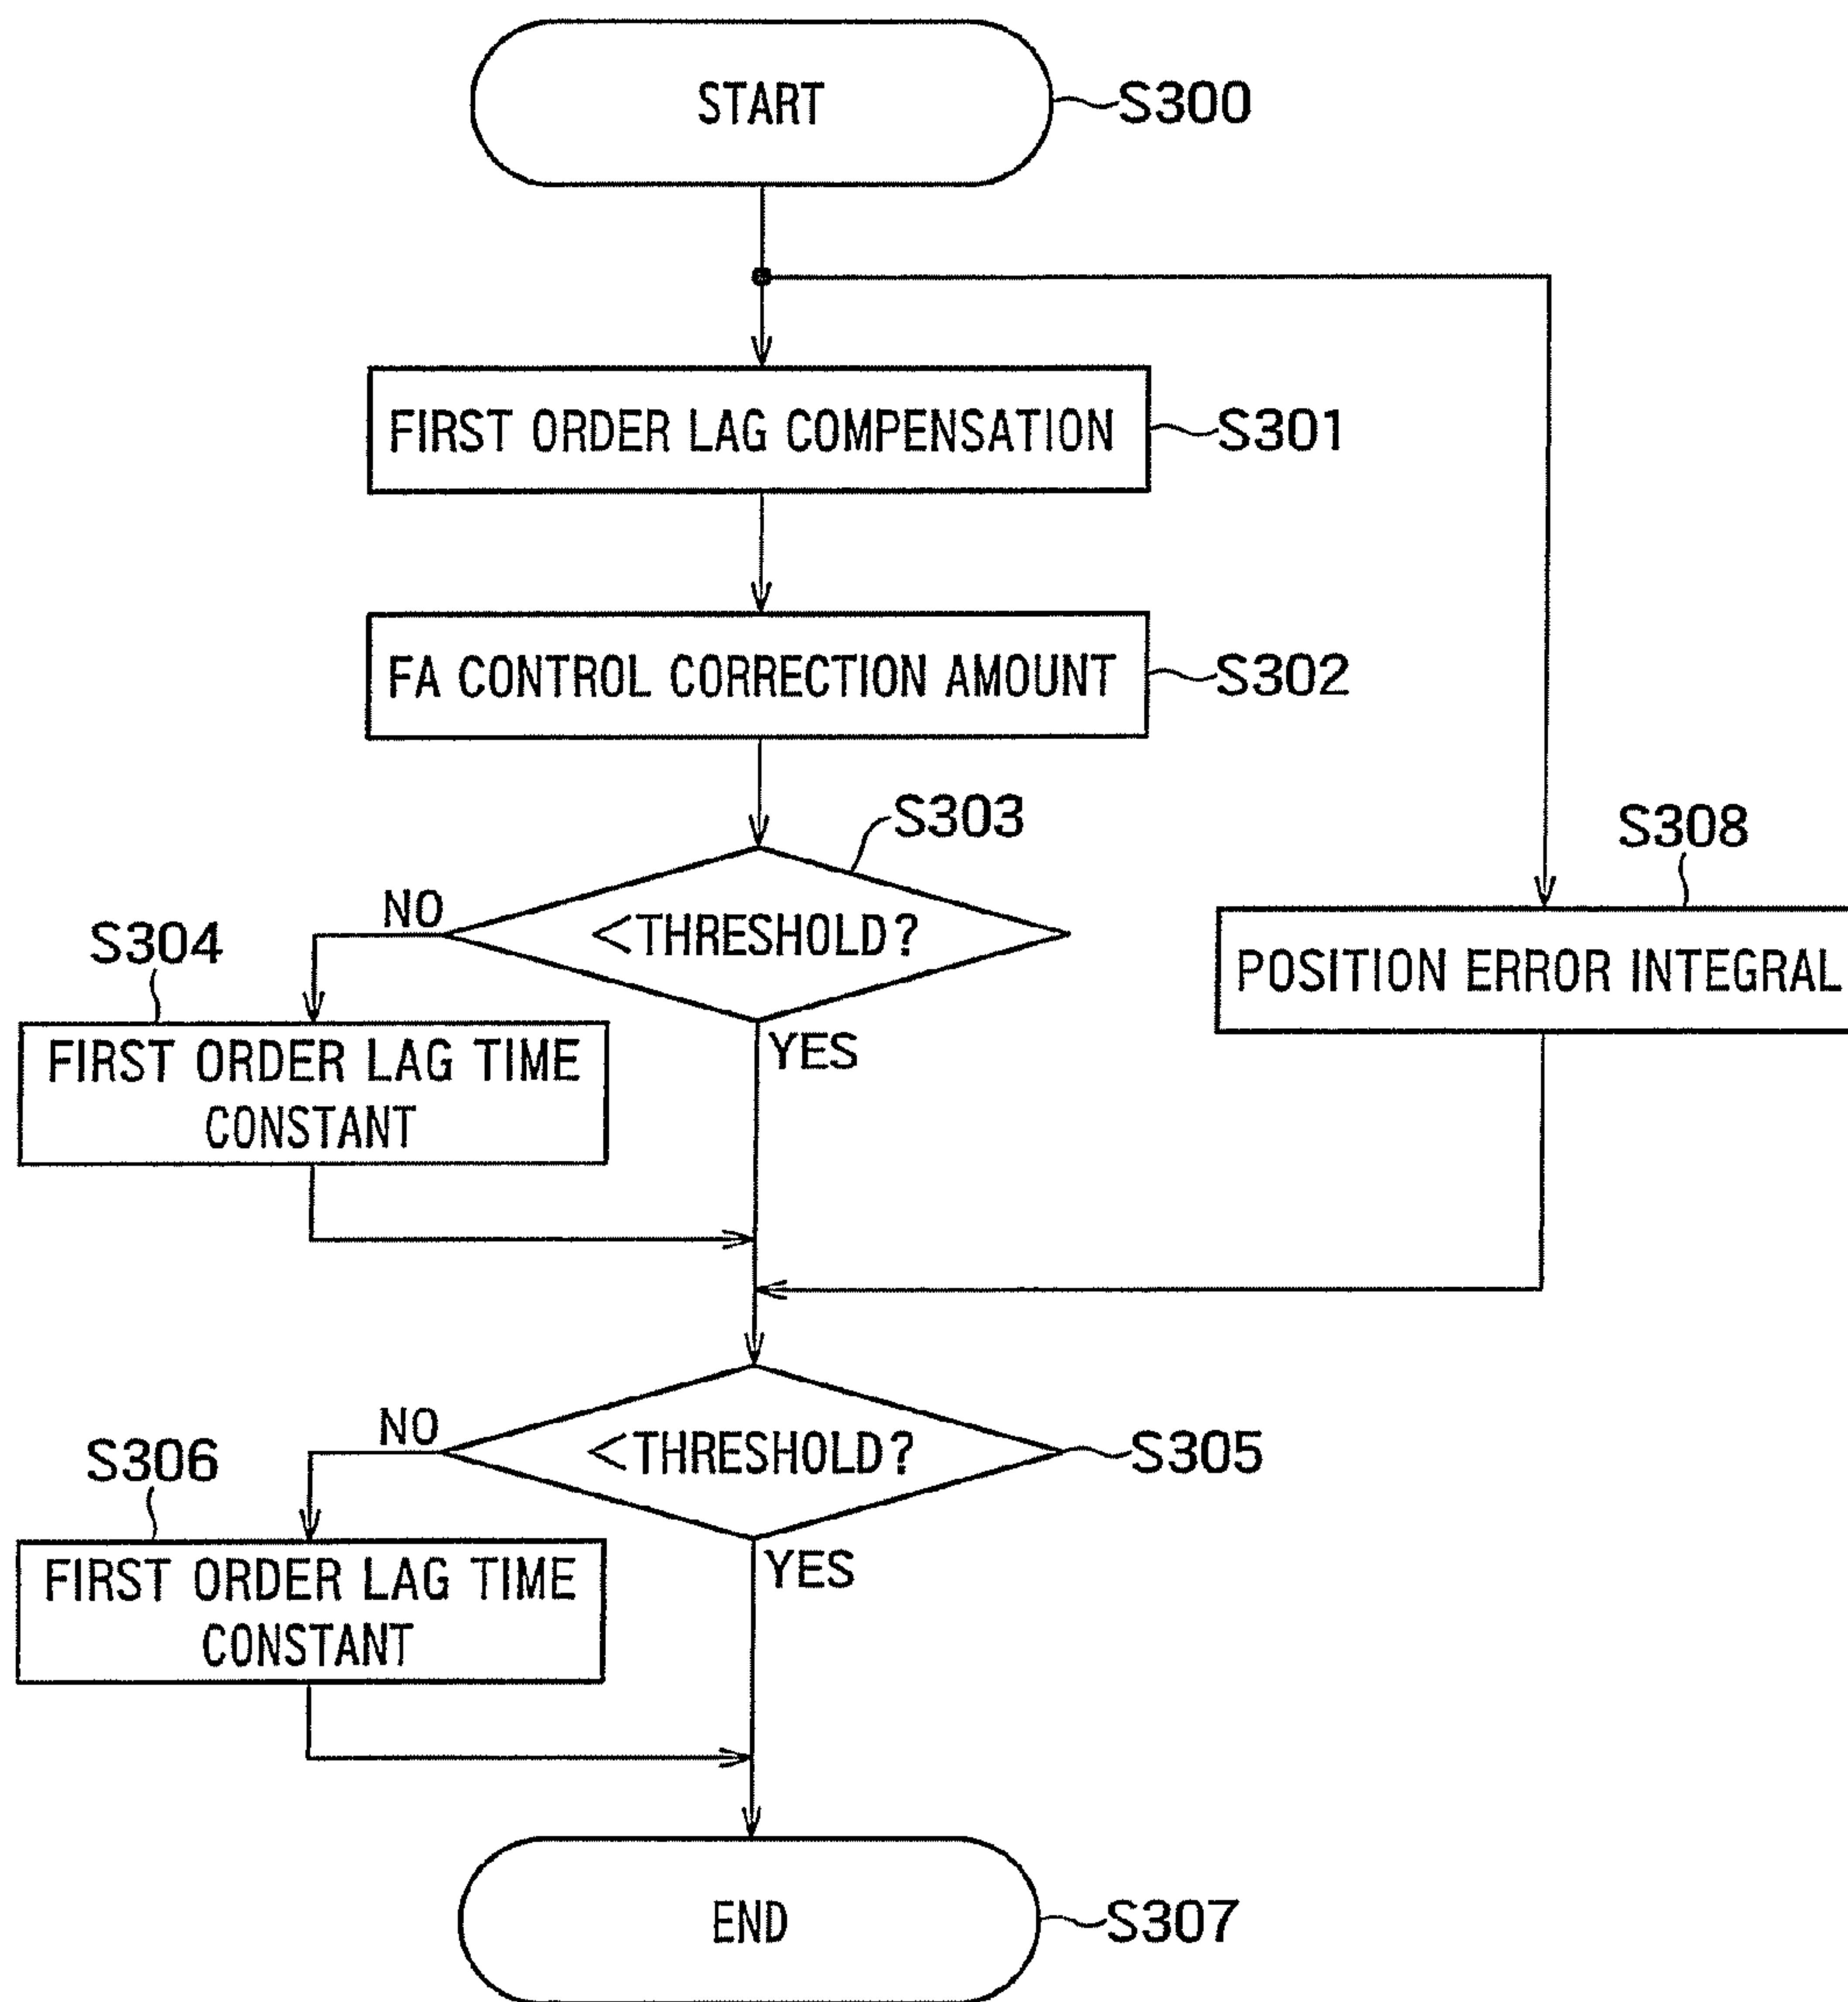 START
S300
FIRST ORDER LAG COMPENSATION
S301
FA CONTROL CORRECTION AMOUNT
S302
S303
<THRESHOLD?
NO
YES
S304
FIRST ORDER LAG TIME
CONSTANT
S308
POSITION ERROR INTEGRAL
<THRESHOLD?
S305
NO
YES
S306
FIRST ORDER LAG TIME
CONSTANT
END
S307